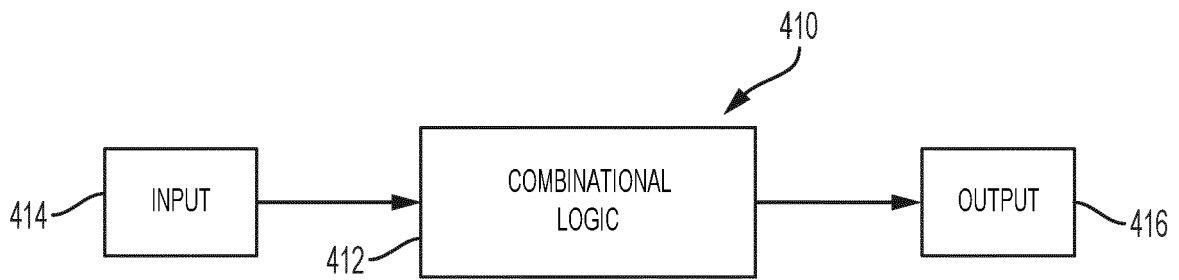 410
414
INPUT
COMBINATIONAL
LOGIC
412
OUTPUT
416